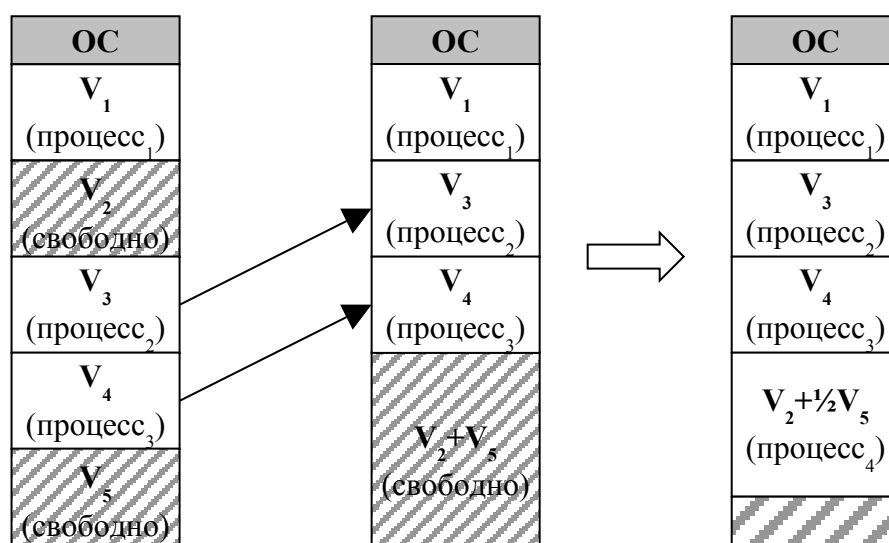 ОС
V₁
(процесс₁)
V₂
(свободно)
V₃
(процесс₂)
V₄
(процесс₃)
V₅
(свободно)
ОС
V₁
(процесс₁)
V₃
(процесс₂)
V₄
(процесс₃)
V₂+V₅
(свободно)
ОС
V₁
(процесс₁)
V₃
(процесс₂)
V₄
(процесс₃)
V₂+½V₅
(процесс₄)